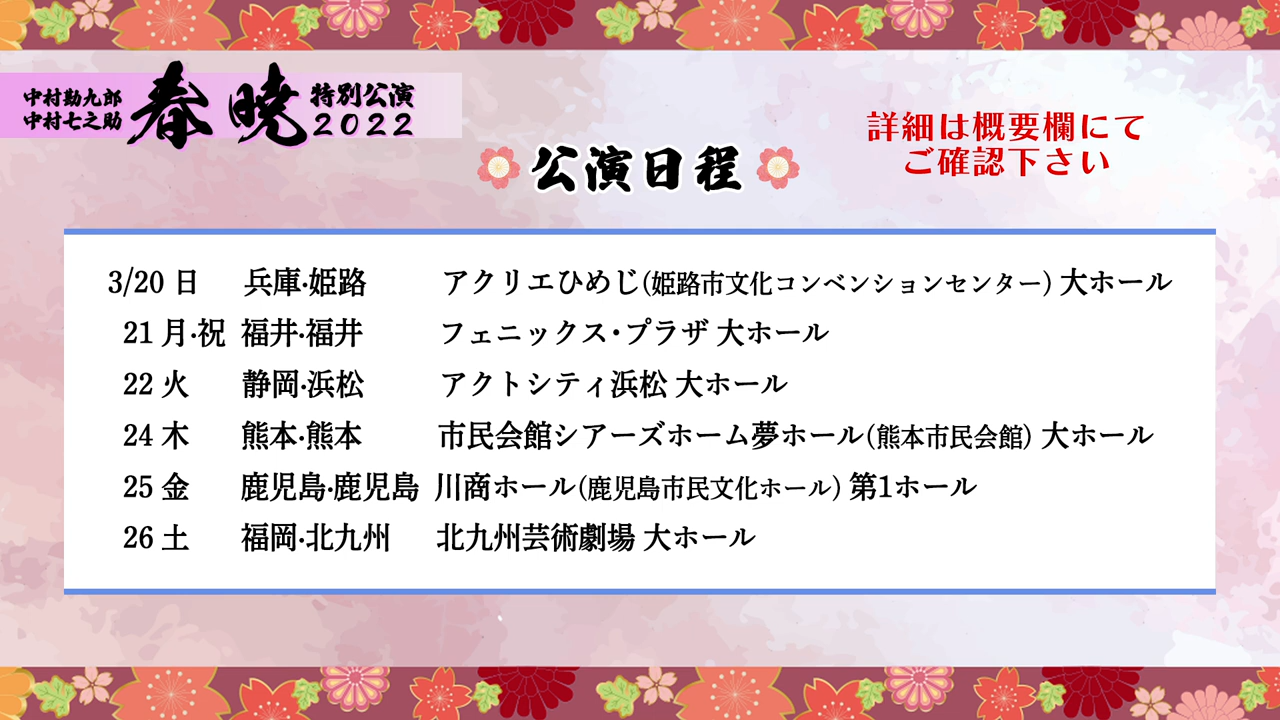 中村勘九郎
中村七之助
春暁
特別公演
2022
公演日程
詳細は概要欄にて
ご確認下さい
3/20 日 兵庫・姫路 アクリエひめじ(姫路市文化コンベンションセンター) 大ホール
21 月・祝 福井・福井 フェニックス・プラザ 大ホール
22 火 静岡・浜松 アクトシティ浜松 大ホール
24 木 熊本・熊本 市民会館シアーズホーム夢ホール(熊本市民会館) 大ホール
25 金 鹿児島・鹿児島 川商ホール(鹿児島市民文化ホール) 第1ホール
26 土 福岡・北九州 北九州芸術劇場 大ホール